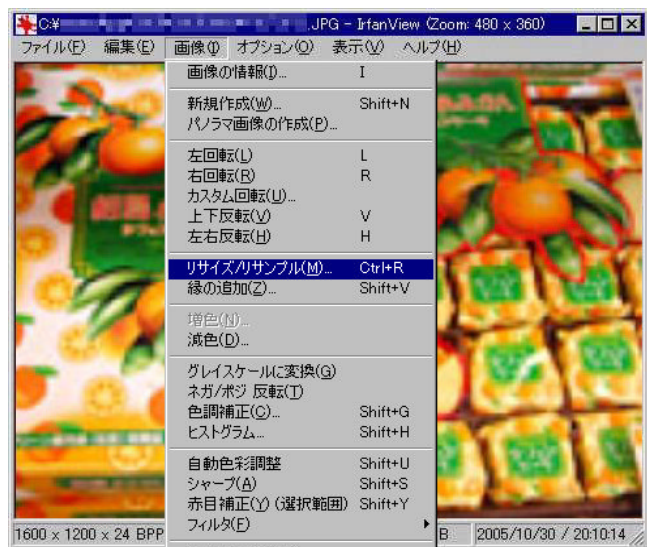 C:¥ .JPG - IrfanView (Zoom: 480 x 360)
ファイル(F) 編集(E) 画像(I) オプション(O) 表示(V) ヘルプ(H)
画像の情報(I)... I
新規作成(W)... Shift+N
パノラマ画像の作成(P)...
左回転(L) L
右回転(R) R
カスタム回転(U)...
上下反転(V) V
左右反転(H) H
リサイズ/リサンプル(M)... Ctrl+R
縁の追加(Z)... Shift+V
増色(N)...
減色(D)...
グレイスケールに変換(G)
ネガ/ポジ 反転(T)
色調補正(C)... Shift+G
ヒストグラム... Shift+H
自動色彩調整 Shift+U
シャープ(A) Shift+S
赤目補正(Y) (選択範囲) Shift+Y
フィルタ(F)
1600 x 1200 x 24 BPP B 2005/10/30 / 20:10:14